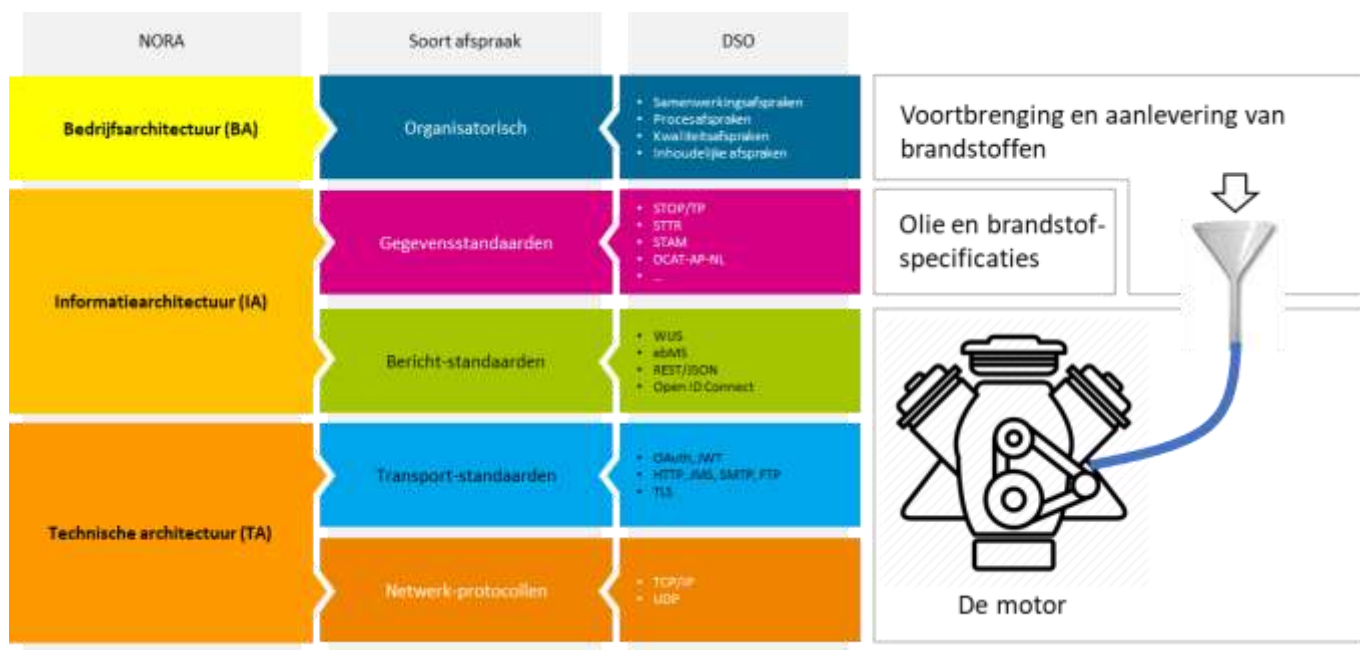 NORA
Soort afspraak
DSO
Bedrijfsarchitectuur (BA)
Organisatorisch
• Samenwerkingsafspraken
• Procesafspraken
• Kwaliteitsafspraken
• Inhoudelijke afspraken
Voortbrenging en aanlevering van
brandstoffen
Informatiearchitectuur (IA)
Gegevensstandaarden
• STOP/TP
• STTR
• STAM
• DCAT-AP-NL
• ...
Olie en brandstof-
specificaties
Bericht-standaarden
• WUS
• ebMS
• REST/JSON
• Open ID Connect
Technische architectuur (TA)
Transport-standaarden
• OAuth, JWT
• HTTP, JMS, SMTP, FTP
• TLS
Netwerk-protocollen
• TCP/IP
• UDP
De motor